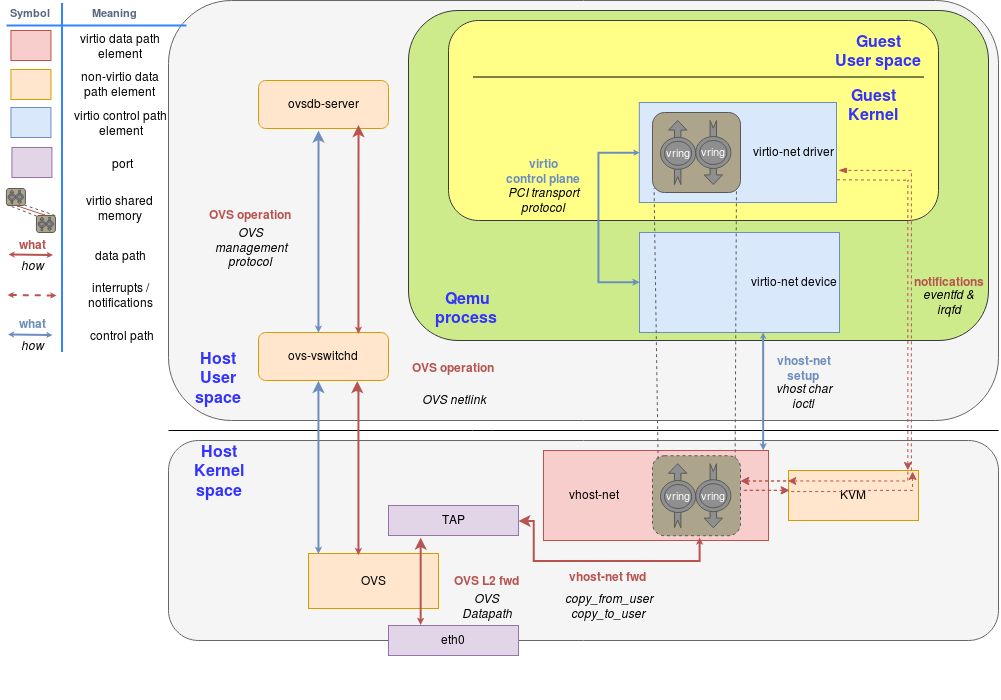 Symbol
Meaning
virtio data path
element
non-virtio data
path element
virtio control path
element
port
virtio shared
memory
what
how
data path
interrupts /
notifications
what
how
control path
Guest
User space
Guest
Kernel
vring
vring
virtio-net driver
virtio
control plane
PCI transport
protocol
virtio-net device
Qemu
process
notifications
eventfd &
irqfd
ovsdb-server
OVS operation
OVS
management
protocol
ovs-vswitchd
Host
User
space
OVS operation
OVS netlink
vhost-net
setup
vhost char
ioctl
Host
Kernel
space
vhost-net
vring
vring
KVM
TAP
OVS
OVS L2 fwd
OVS
Datapath
vhost-net fwd
copy_from_user
copy_to_user
eth0